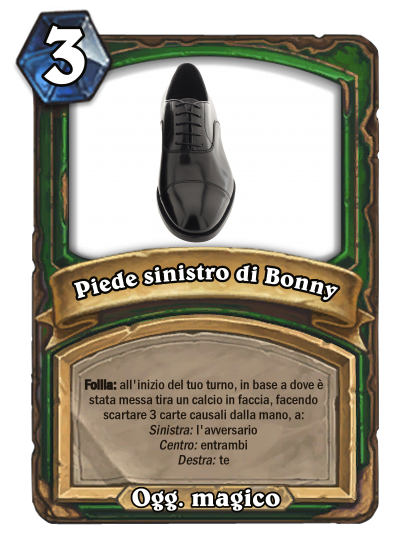 3
Piede sinistro di Bonny
Follia: all'inizio del tuo turno, in base a dove è
stata messa tira un calcio in faccia, facendo
scartare 3 carte causali dalla mano, a:
Sinistra: l'avversario
Centro: entrambi
Destra: te
Ogg. magico